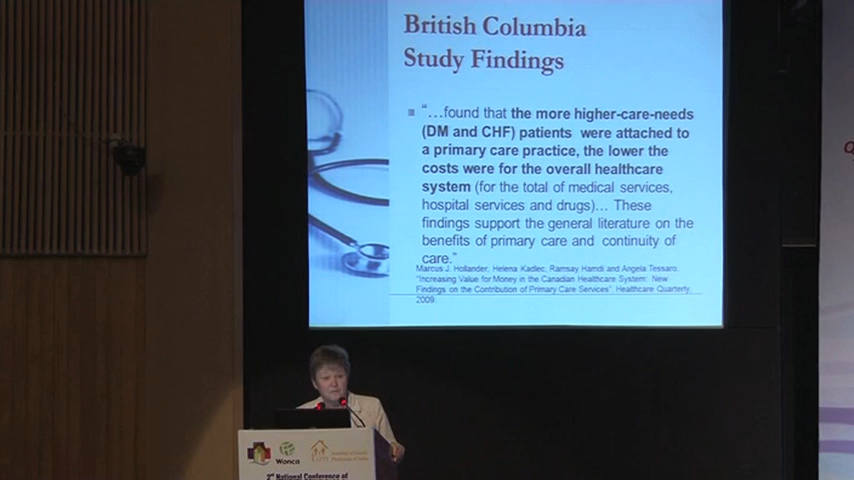 British Columbia
Study Findings
“…found that the more higher-care-needs
(DM and CHF) patients were attached to
a primary care practice, the lower the
costs were for the overall healthcare
system (for the total of medical services,
hospital services and drugs)… These
findings support the general literature on the
benefits of primary care and continuity of
care.”
Marcus J. Hollander, Helena Kadlec, Ramsay Hamdi and Angela Tessaro.
"Increasing Value for Money in the Canadian Healthcare System: New
Findings on the Contribution of Primary Care Services": Healthcare Quarterly,
2009.
Wonca
2nd National Conference of